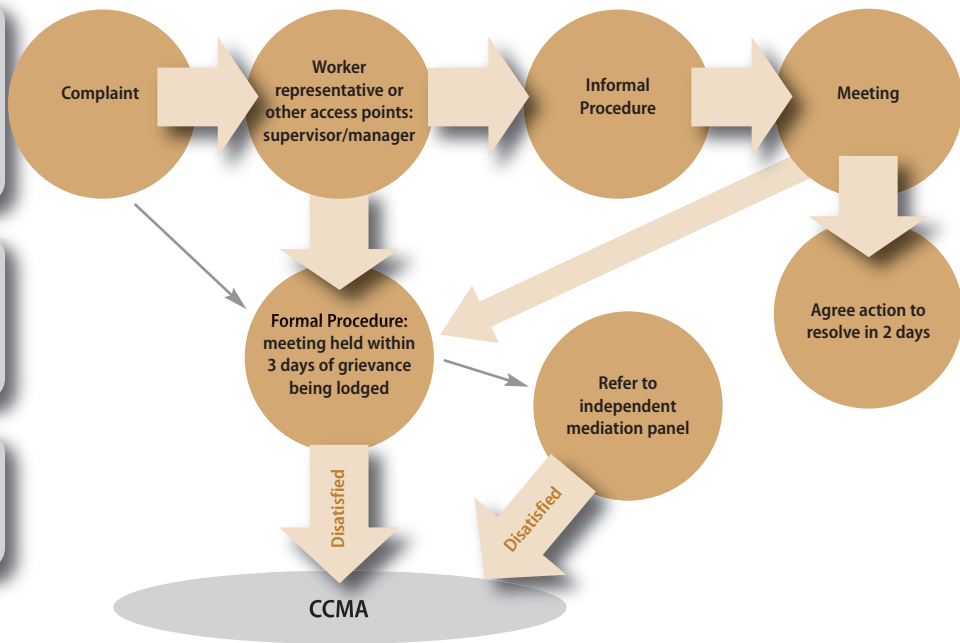 Complaint
Worker
representative or
other access points:
supervisor/manager
Informal
Procedure
Meeting
Formal Procedure:
meeting held within
3 days of grievance
being lodged
Agree action to
resolve in 2 days
Refer to
independent
mediation panel
Disatisfied
Disatisfied
CCMA